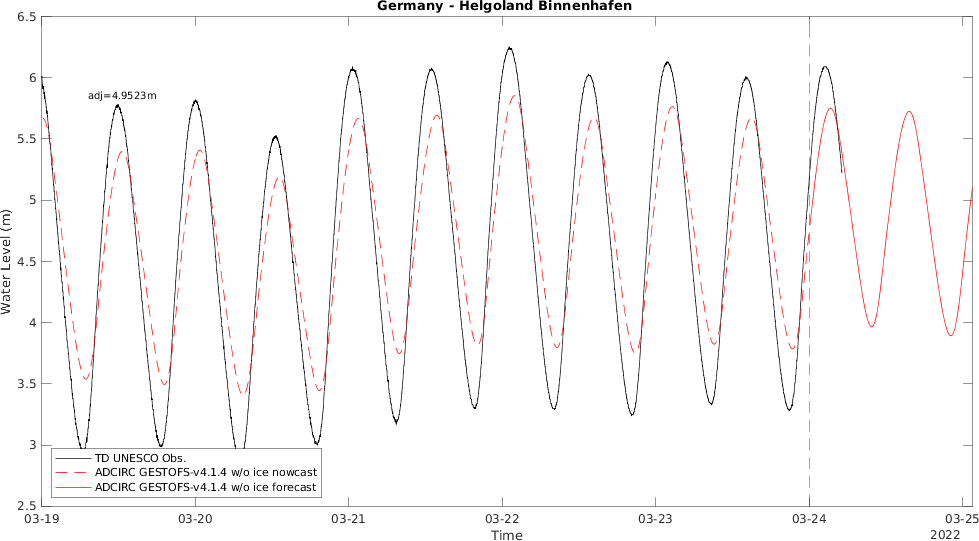 Germany - Helgoland Binnenhafen
6.5
6
5.5
5
4.5
4
3.5
3
2.5
Water Level (m)
adj=4.9523m
TD UNESCO Obs.
ADCIRC GESTOFS-v4.1.4 w/o ice nowcast
ADCIRC GESTOFS-v4.1.4 w/o ice forecast
03-19 03-20 03-21 03-22 03-23 03-24 03-25
Time
2022